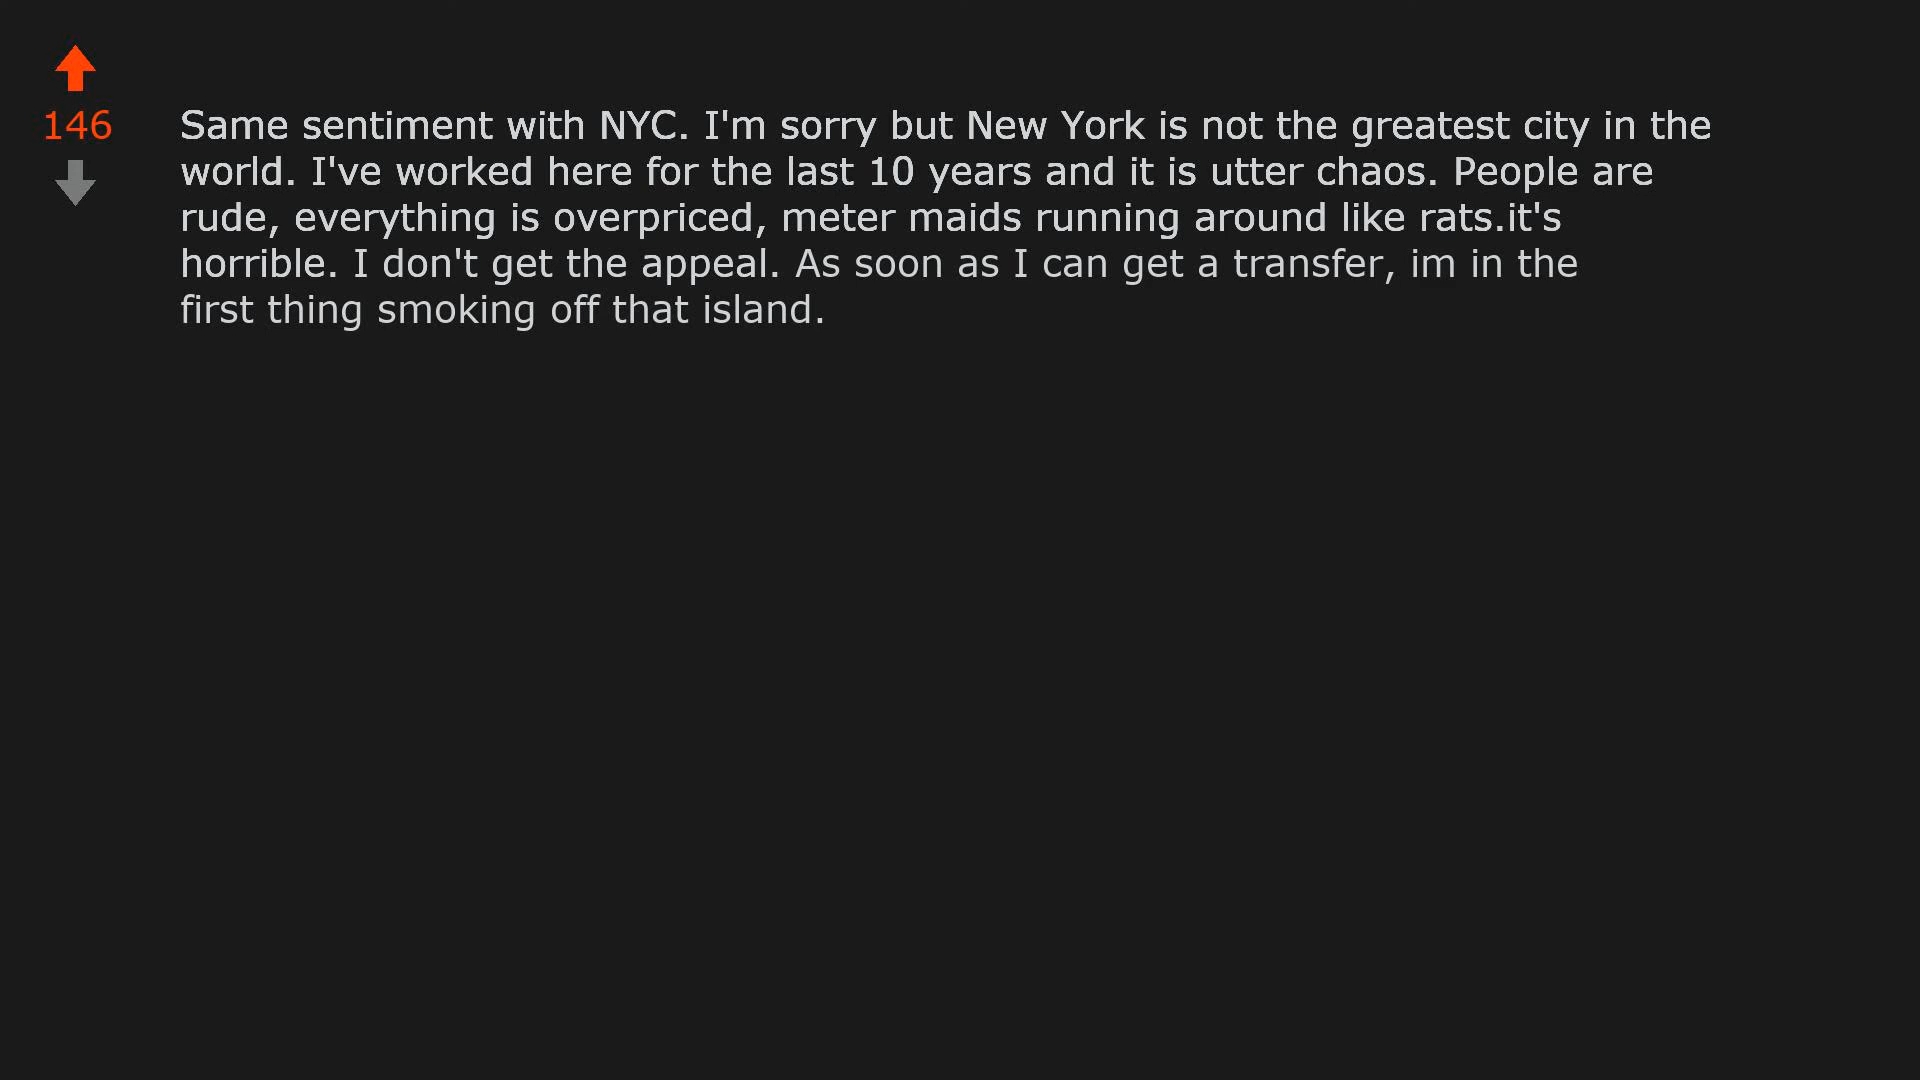 146
Same sentiment with NYC. I'm sorry but New York is not the greatest city in the
world. I've worked here for the last 10 years and it is utter chaos. People are
rude, everything is overpriced, meter maids running around like rats.it's
horrible. I don't get the appeal. As soon as I can get a transfer, im in the
first thing smoking off that island.